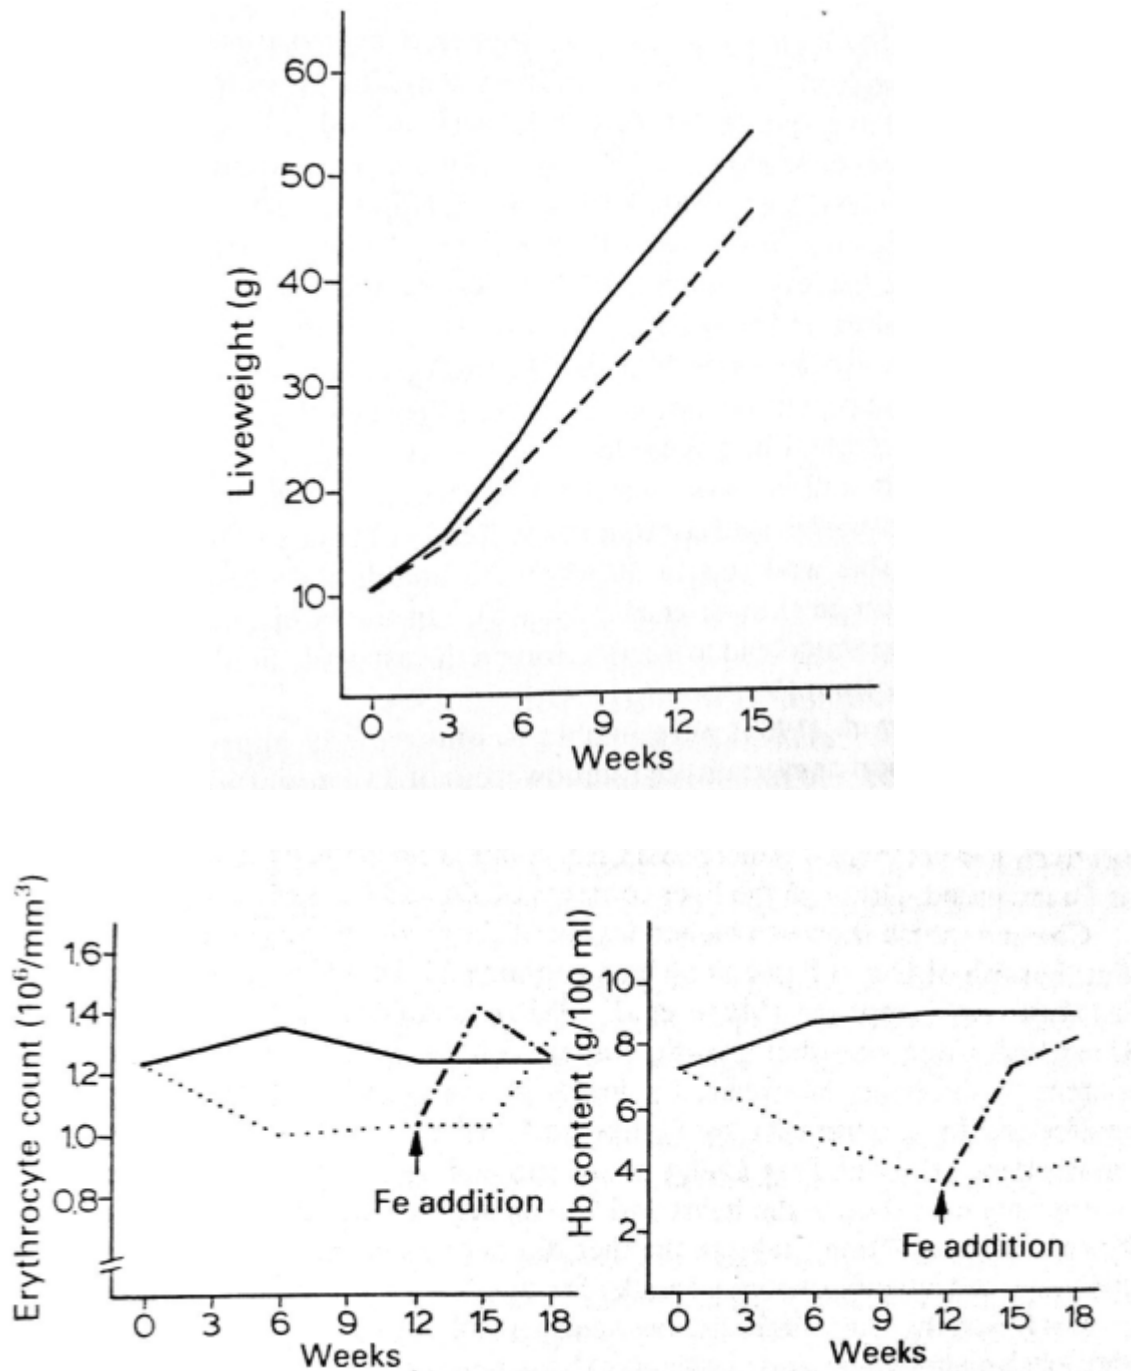 Liveweight (g)
60
50
40
30
20
10
0 3 6 9 12 15
Weeks
Erythrocyte count (10⁶/mm³)
1.6
1.4
1.2
1.0
0.8
Fe addition
0 3 6 9 12 15 18
Weeks
Hb content (g/100 ml)
10
8
6
4
2
Fe addition
0 3 6 9 12 15 18
Weeks